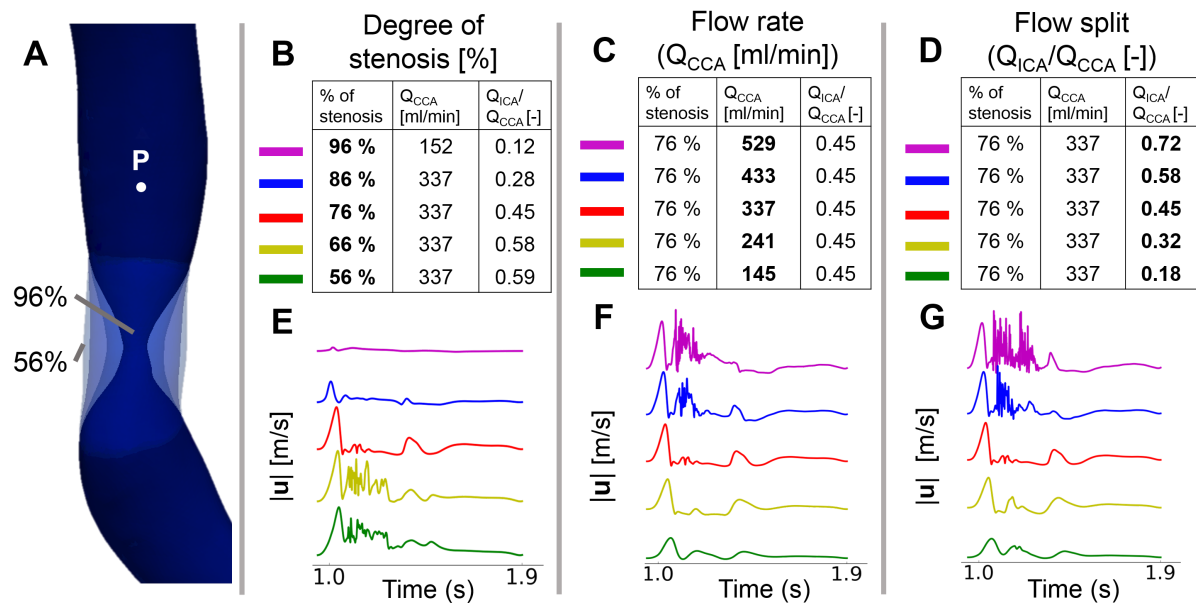 A
P
96%
56%
B
Degree of
stenosis [%]
% of stenosis Q_CCA [ml/min] Q_ICA/ Q_CCA [-]
96 % 152 0.12
86 % 337 0.28
76 % 337 0.45
66 % 337 0.58
56 % 337 0.59
C
Flow rate
(Q_CCA [ml/min])
% of stenosis Q_CCA [ml/min] Q_ICA/ Q_CCA [-]
76 % 529 0.45
76 % 433 0.45
76 % 337 0.45
76 % 241 0.45
76 % 145 0.45
D
Flow split
(Q_ICA/Q_CCA [-])
% of stenosis Q_CCA [ml/min] Q_ICA/ Q_CCA [-]
76 % 337 0.72
76 % 337 0.58
76 % 337 0.45
76 % 337 0.32
76 % 337 0.18
E
|u| [m/s]
1.0 1.9
Time (s)
F
|u| [m/s]
1.0 1.9
Time (s)
G
|u| [m/s]
1.0 1.9
Time (s)